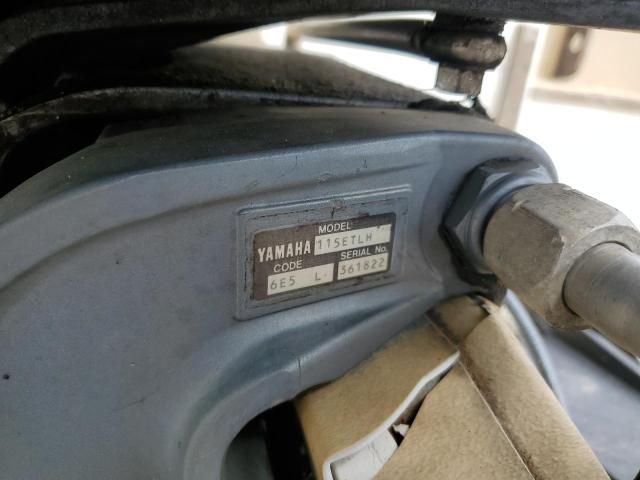 MODEL
YAMAHA 115ETLH
CODE SERIAL No.
6E5 L- 361822